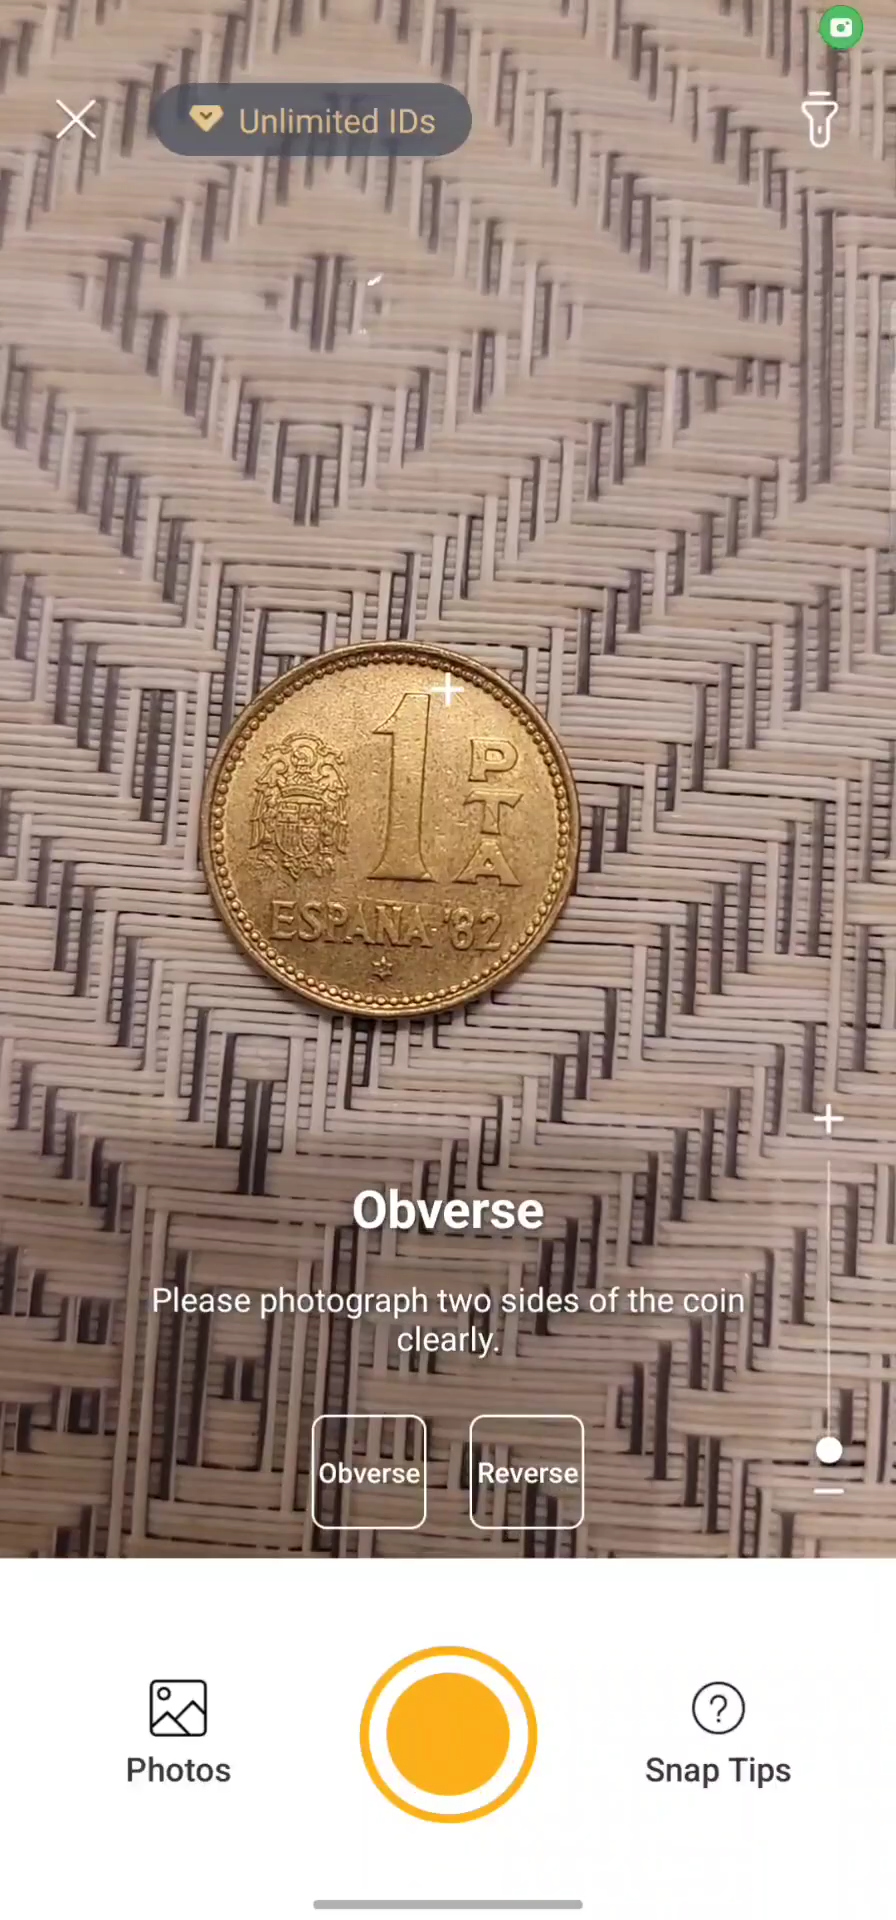 Unlimited IDs
1
PTA
ESPAÑA '82
Obverse
Please photograph two sides of the coin
clearly.
Obverse
Reverse
Photos
Snap Tips